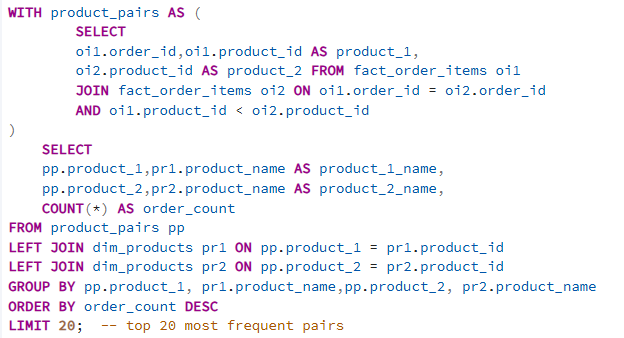 WITH product_pairs AS (
SELECT
oi1.order_id,oi1.product_id AS product_1,
oi2.product_id AS product_2 FROM fact_order_items oi1
JOIN fact_order_items oi2 ON oi1.order_id = oi2.order_id
AND oi1.product_id < oi2.product_id
)
SELECT
pp.product_1,pr1.product_name AS product_1_name,
pp.product_2,pr2.product_name AS product_2_name,
COUNT(*) AS order_count
FROM product_pairs pp
LEFT JOIN dim_products pr1 ON pp.product_1 = pr1.product_id
LEFT JOIN dim_products pr2 ON pp.product_2 = pr2.product_id
GROUP BY pp.product_1, pr1.product_name,pp.product_2, pr2.product_name
ORDER BY order_count DESC
LIMIT 20;  -- top 20 most frequent pairs